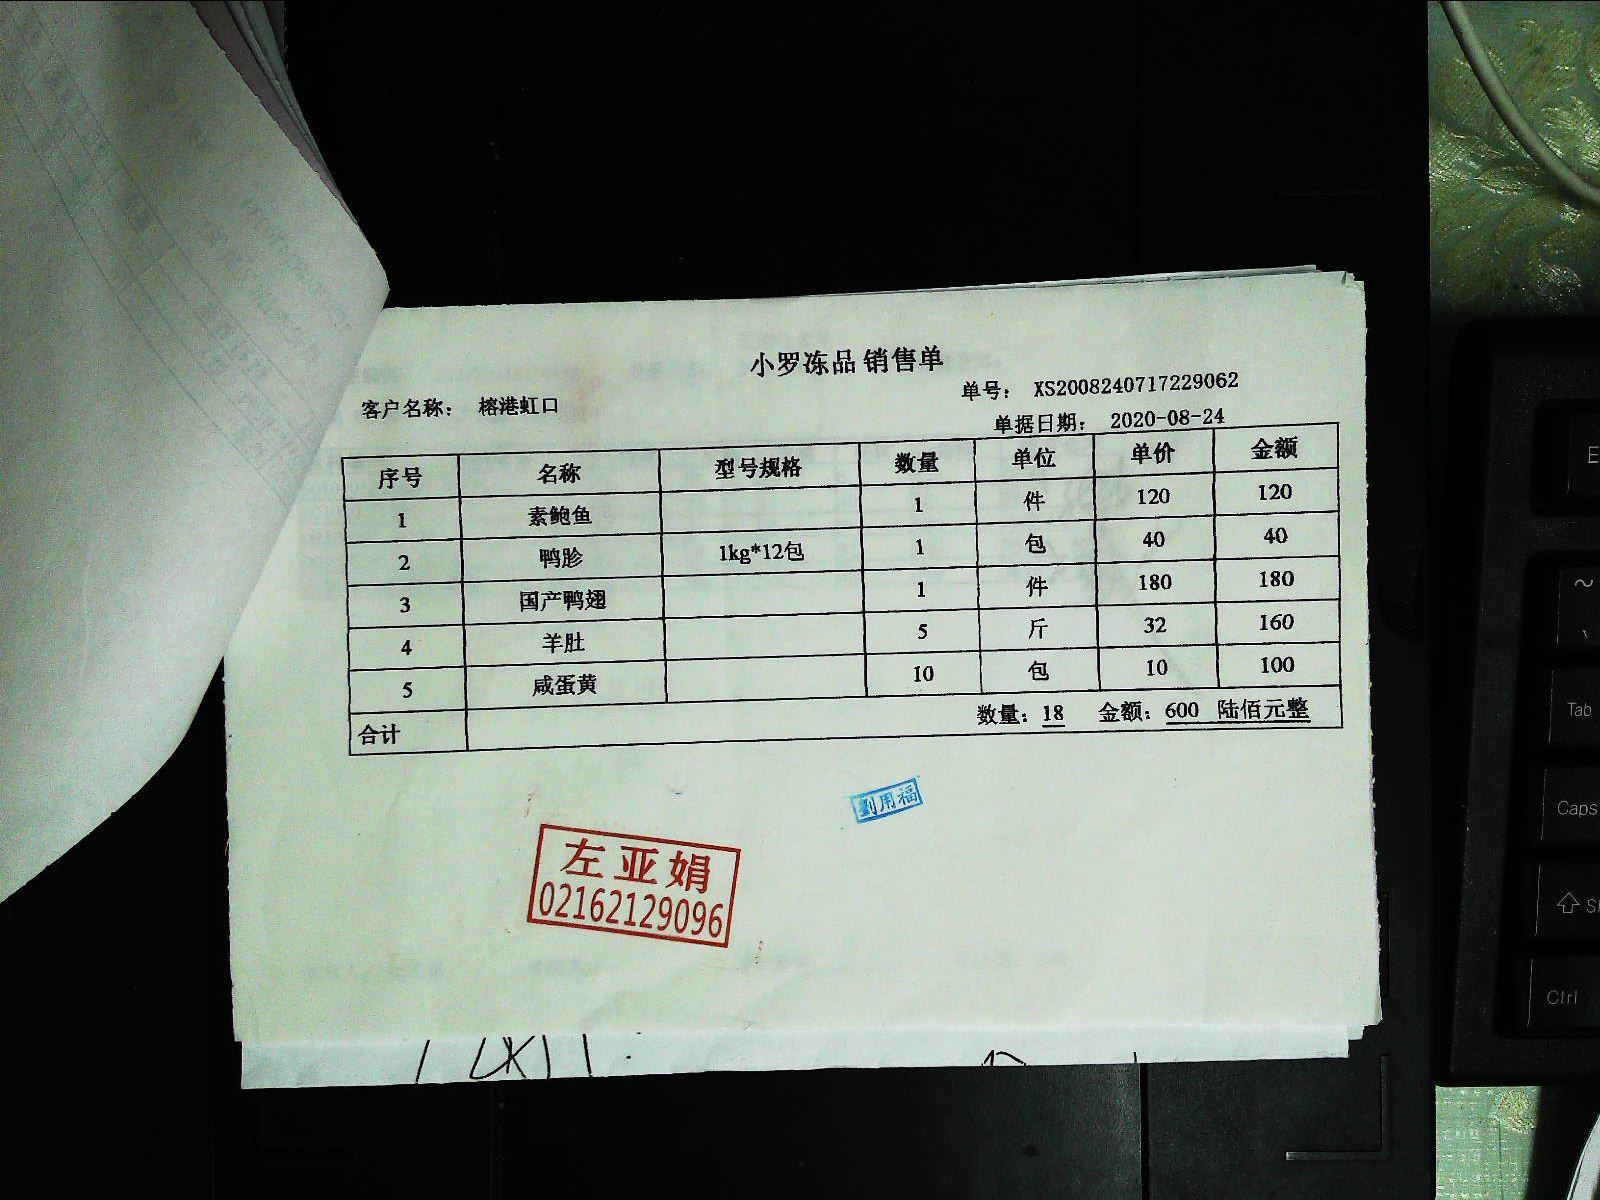 小罗冻品 销售单
单号： XS2008240717229062
客户名称： 榕港虹口
单据日期： 2020-08-24
序号 名称 型号规格 数量 单位 单价 金额
1 素鲍鱼 1 件 120 120
2 鸭胗 1kg*12包 1 包 40 40
3 国产鸭翅 1 件 180 180
4 羊肚 5 斤 32 160
5 咸蛋黄 10 包 10 100
合计 数量：18 金额：600 陆佰元整
劉用福
左亚娟
02162129096
E
~
、
Tab
Caps
Ctrl